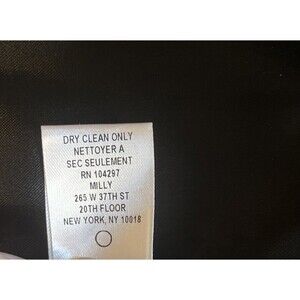 DRY CLEAN ONLY
NETTOYER A
SEC SEULEMENT
RN 104297
MILLY
265 W 37TH ST
20TH FLOOR
NEW YORK, NY 10018